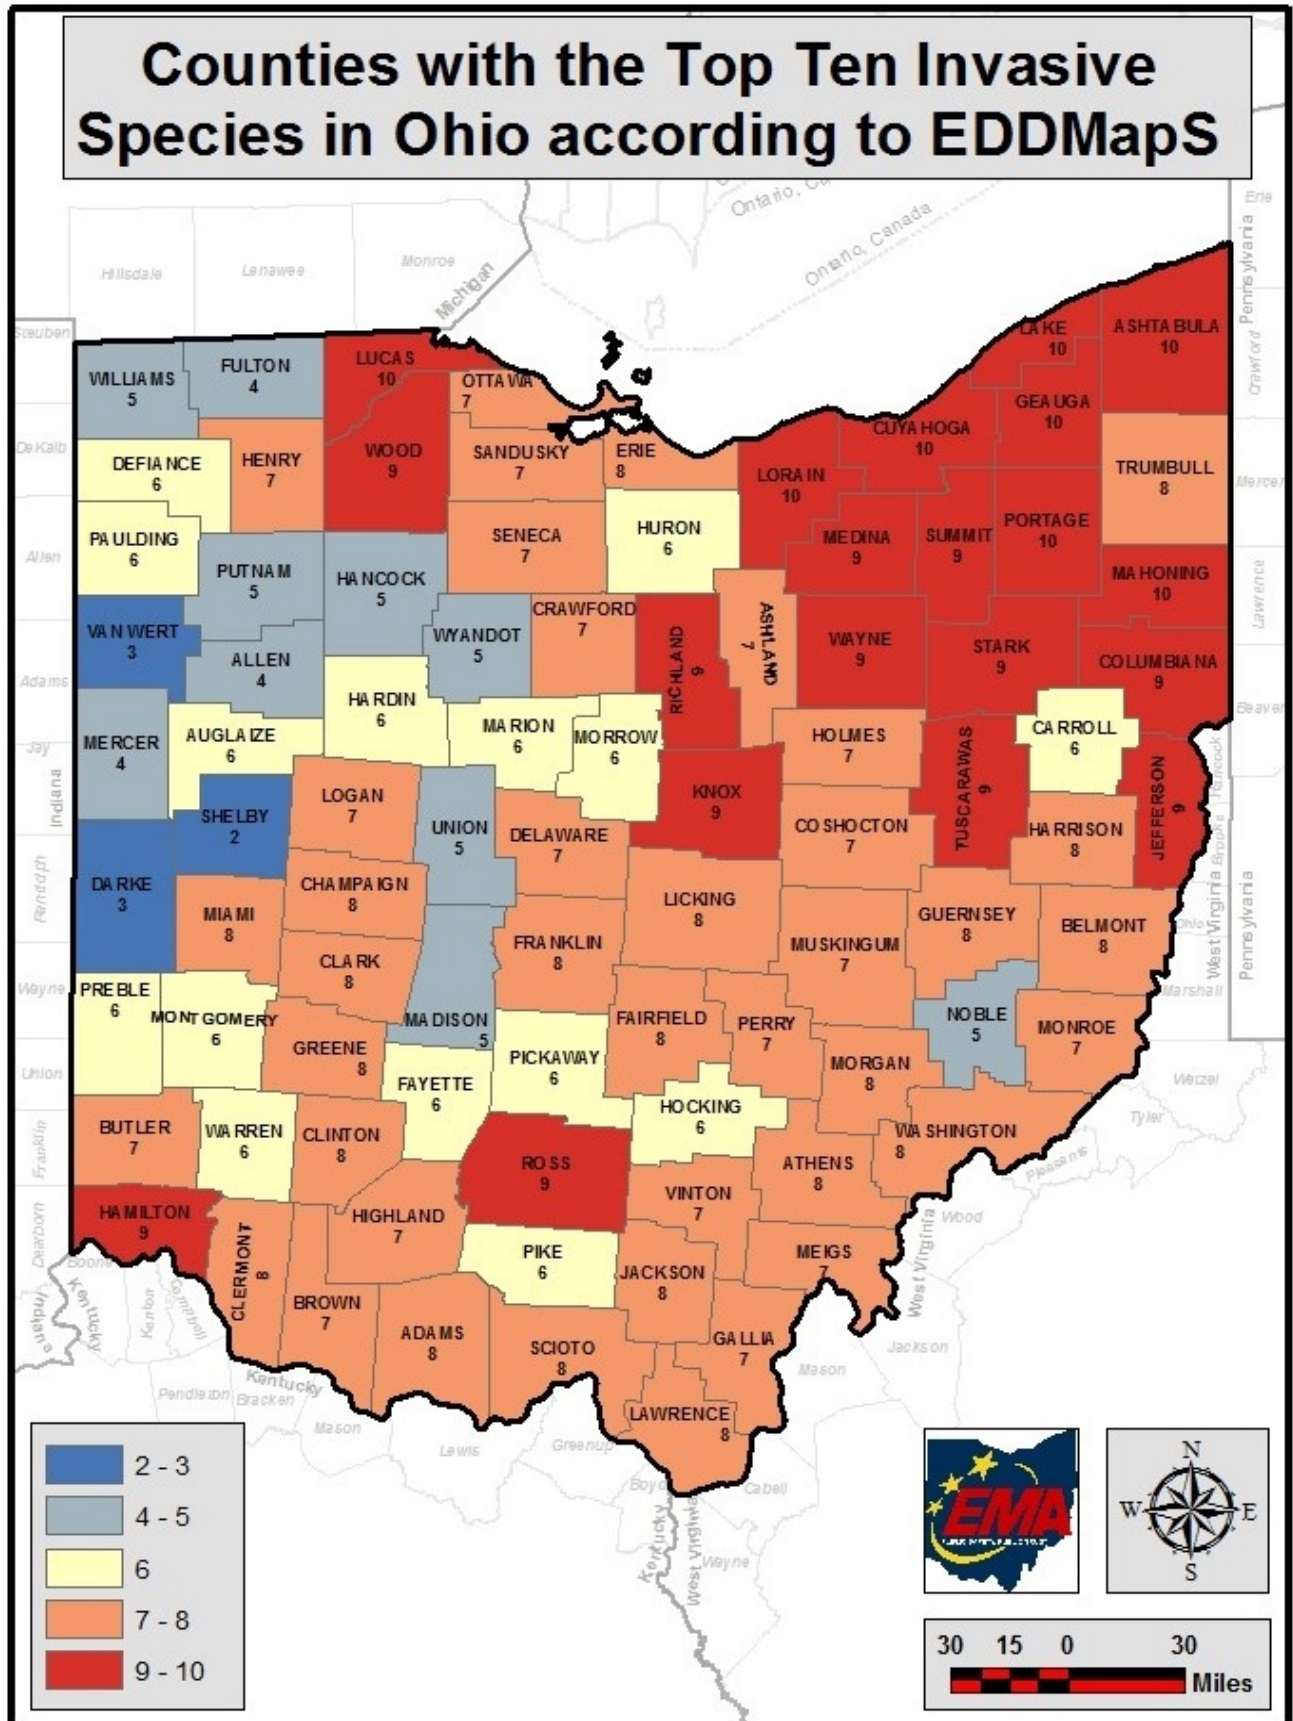 Counties with the Top Ten Invasive
Species in Ohio according to EDDMapS
Ontario, Canada
Erie
Pennsylvania
Hillsdale
Lenawee
Monroe
Michigan
Steuben
Crawford
LAKE
10
ASHTABULA
10
WILLIAMS
5
FULTON
4
LUCAS
10
OTTAWA
7
GEAUGA
10
CUYAHOGA
10
DeKalb
DEFIANCE
6
HENRY
7
WOOD
9
SANDUSKY
7
ERIE
8
LORAIN
10
TRUMBULL
8
Mercer
Allen
PAULDING
6
PUTNAM
5
HANCOCK
5
SENECA
7
HURON
6
MEDINA
9
SUMMIT
9
PORTAGE
10
MAHONING
10
Lawrence
VAN WERT
3
ALLEN
4
WYANDOT
5
CRAWFORD
7
RICHLAND
9
ASHLAND
7
WAYNE
9
STARK
9
COLUMBIANA
9
Adams
HARDIN
6
Beaver
Jay
Indiana
MERCER
4
AUGLAIZE
6
MARION
6
MORROW
6
HOLMES
7
CARROLL
6
Hancock
KNOX
9
TUSCARAWAS
9
JEFFERSON
9
LOGAN
7
SHELBY
2
UNION
5
DELAWARE
7
COSHOCTON
7
HARRISON
8
Brooke
Randolph
DARKE
3
MIAMI
8
CHAMPAIGN
8
LICKING
8
GUERNSEY
8
BELMONT
8
Ohio
West Virginia
Pennsylvania
CLARK
8
FRANKLIN
8
MUSKINGUM
7
Wayne
PREBLE
6
MONTGOMERY
6
GREENE
8
MADISON
5
FAIRFIELD
8
PERRY
7
NOBLE
5
MONROE
7
Marshall
Union
FAYETTE
6
PICKAWAY
6
MORGAN
8
Wetzel
Tyler
HOCKING
6
Franklin
BUTLER
7
WARREN
6
CLINTON
8
ROSS
9
ATHENS
8
WASHINGTON
8
Pleasants
Dearborn
HAMILTON
9
HIGHLAND
7
VINTON
7
Wood
West Virginia
Boone
CLERMONT
8
PIKE
6
JACKSON
8
MEIGS
7
Indiana
Kentucky
Kenton
Campbell
BROWN
7
ADAMS
8
SCIOTO
8
GALLIA
7
Jackson
Mason
Pendleton
Kentucky
Bracken
Mason
Lewis
Greenup
LAWRENCE
8
Boyd
Cabell
Kentucky
West Virginia
Wayne
2 - 3
4 - 5
6
7 - 8
9 - 10
EMA
N
W
E
S
30 15 0 30
Miles